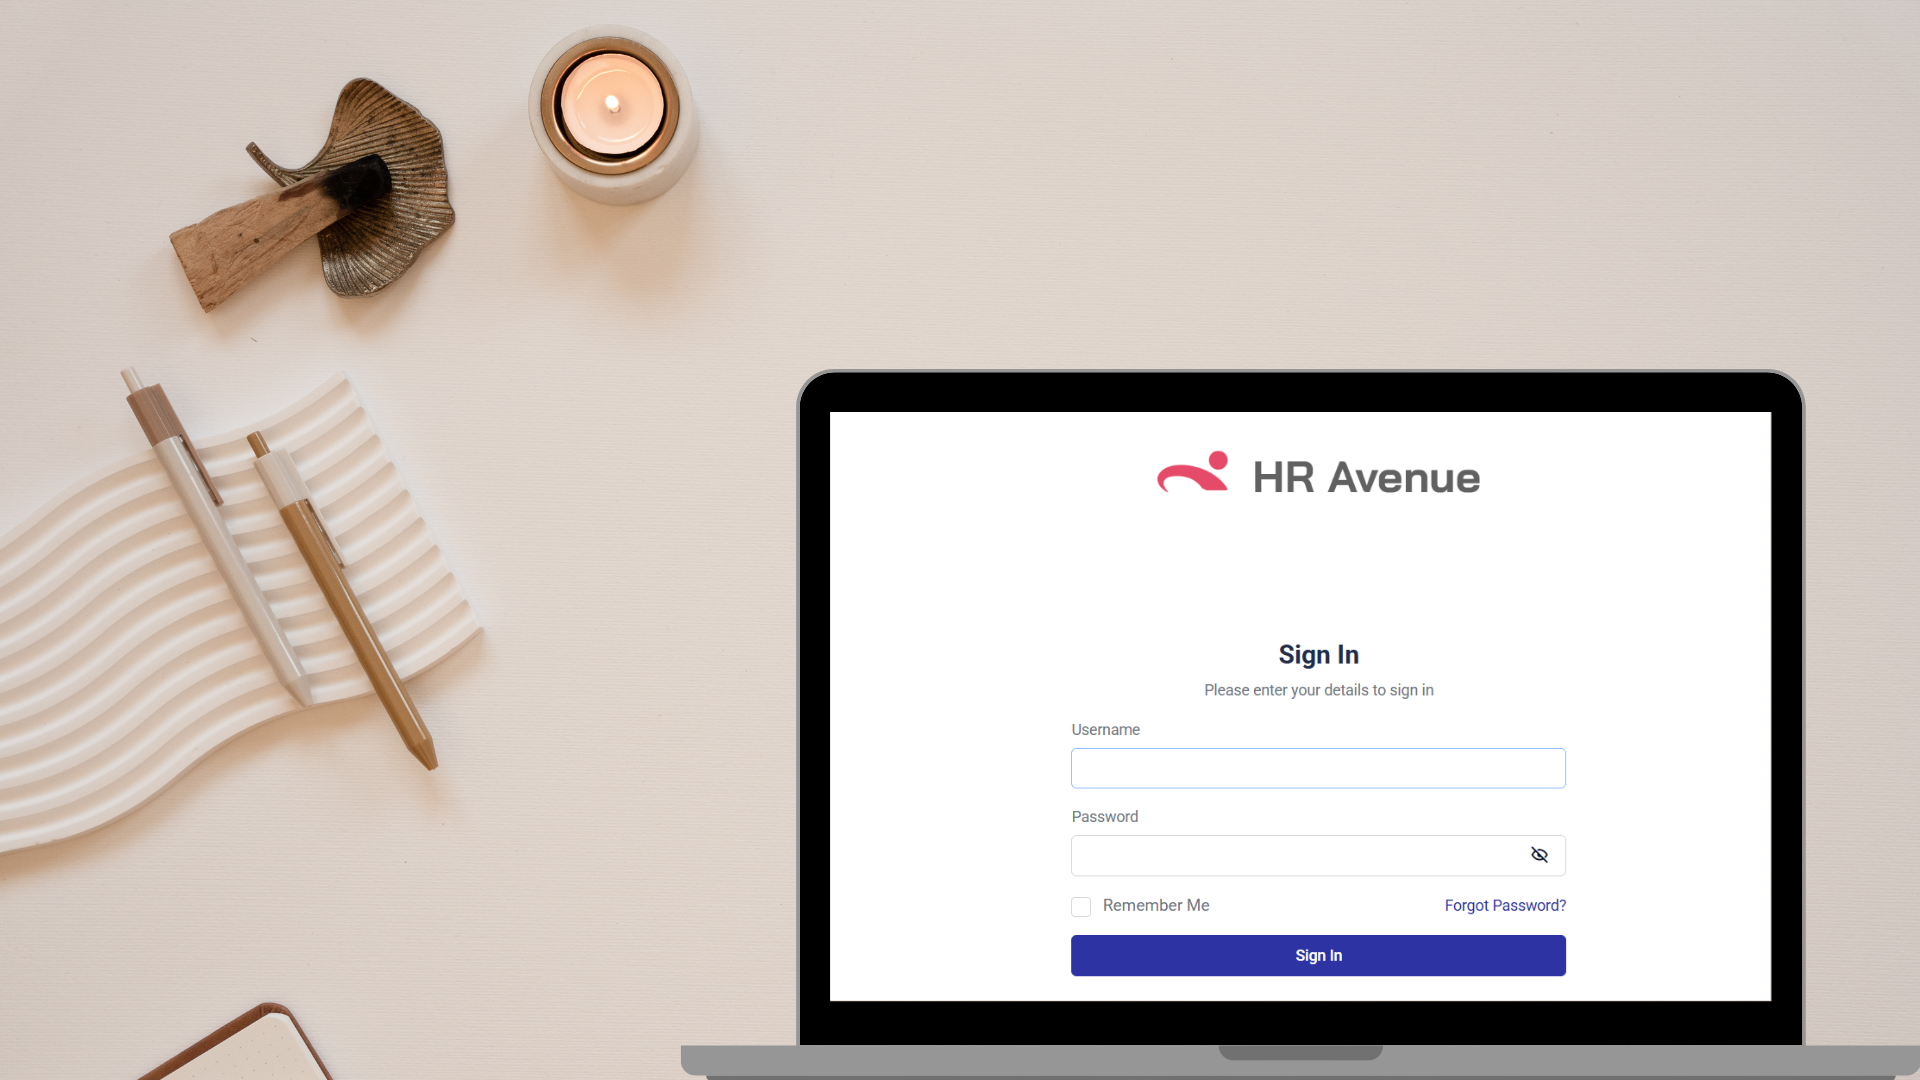 HR Avenue
Sign In
Please enter your details to sign in
Username
Password
Remember Me
Forgot Password?
Sign In